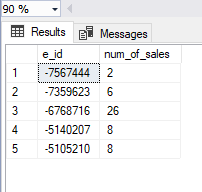 90 %
Results Messages
e_id num_of_sales
1 -7567444 2
2 -7359623 6
3 -6768716 26
4 -5140207 8
5 -5105210 8